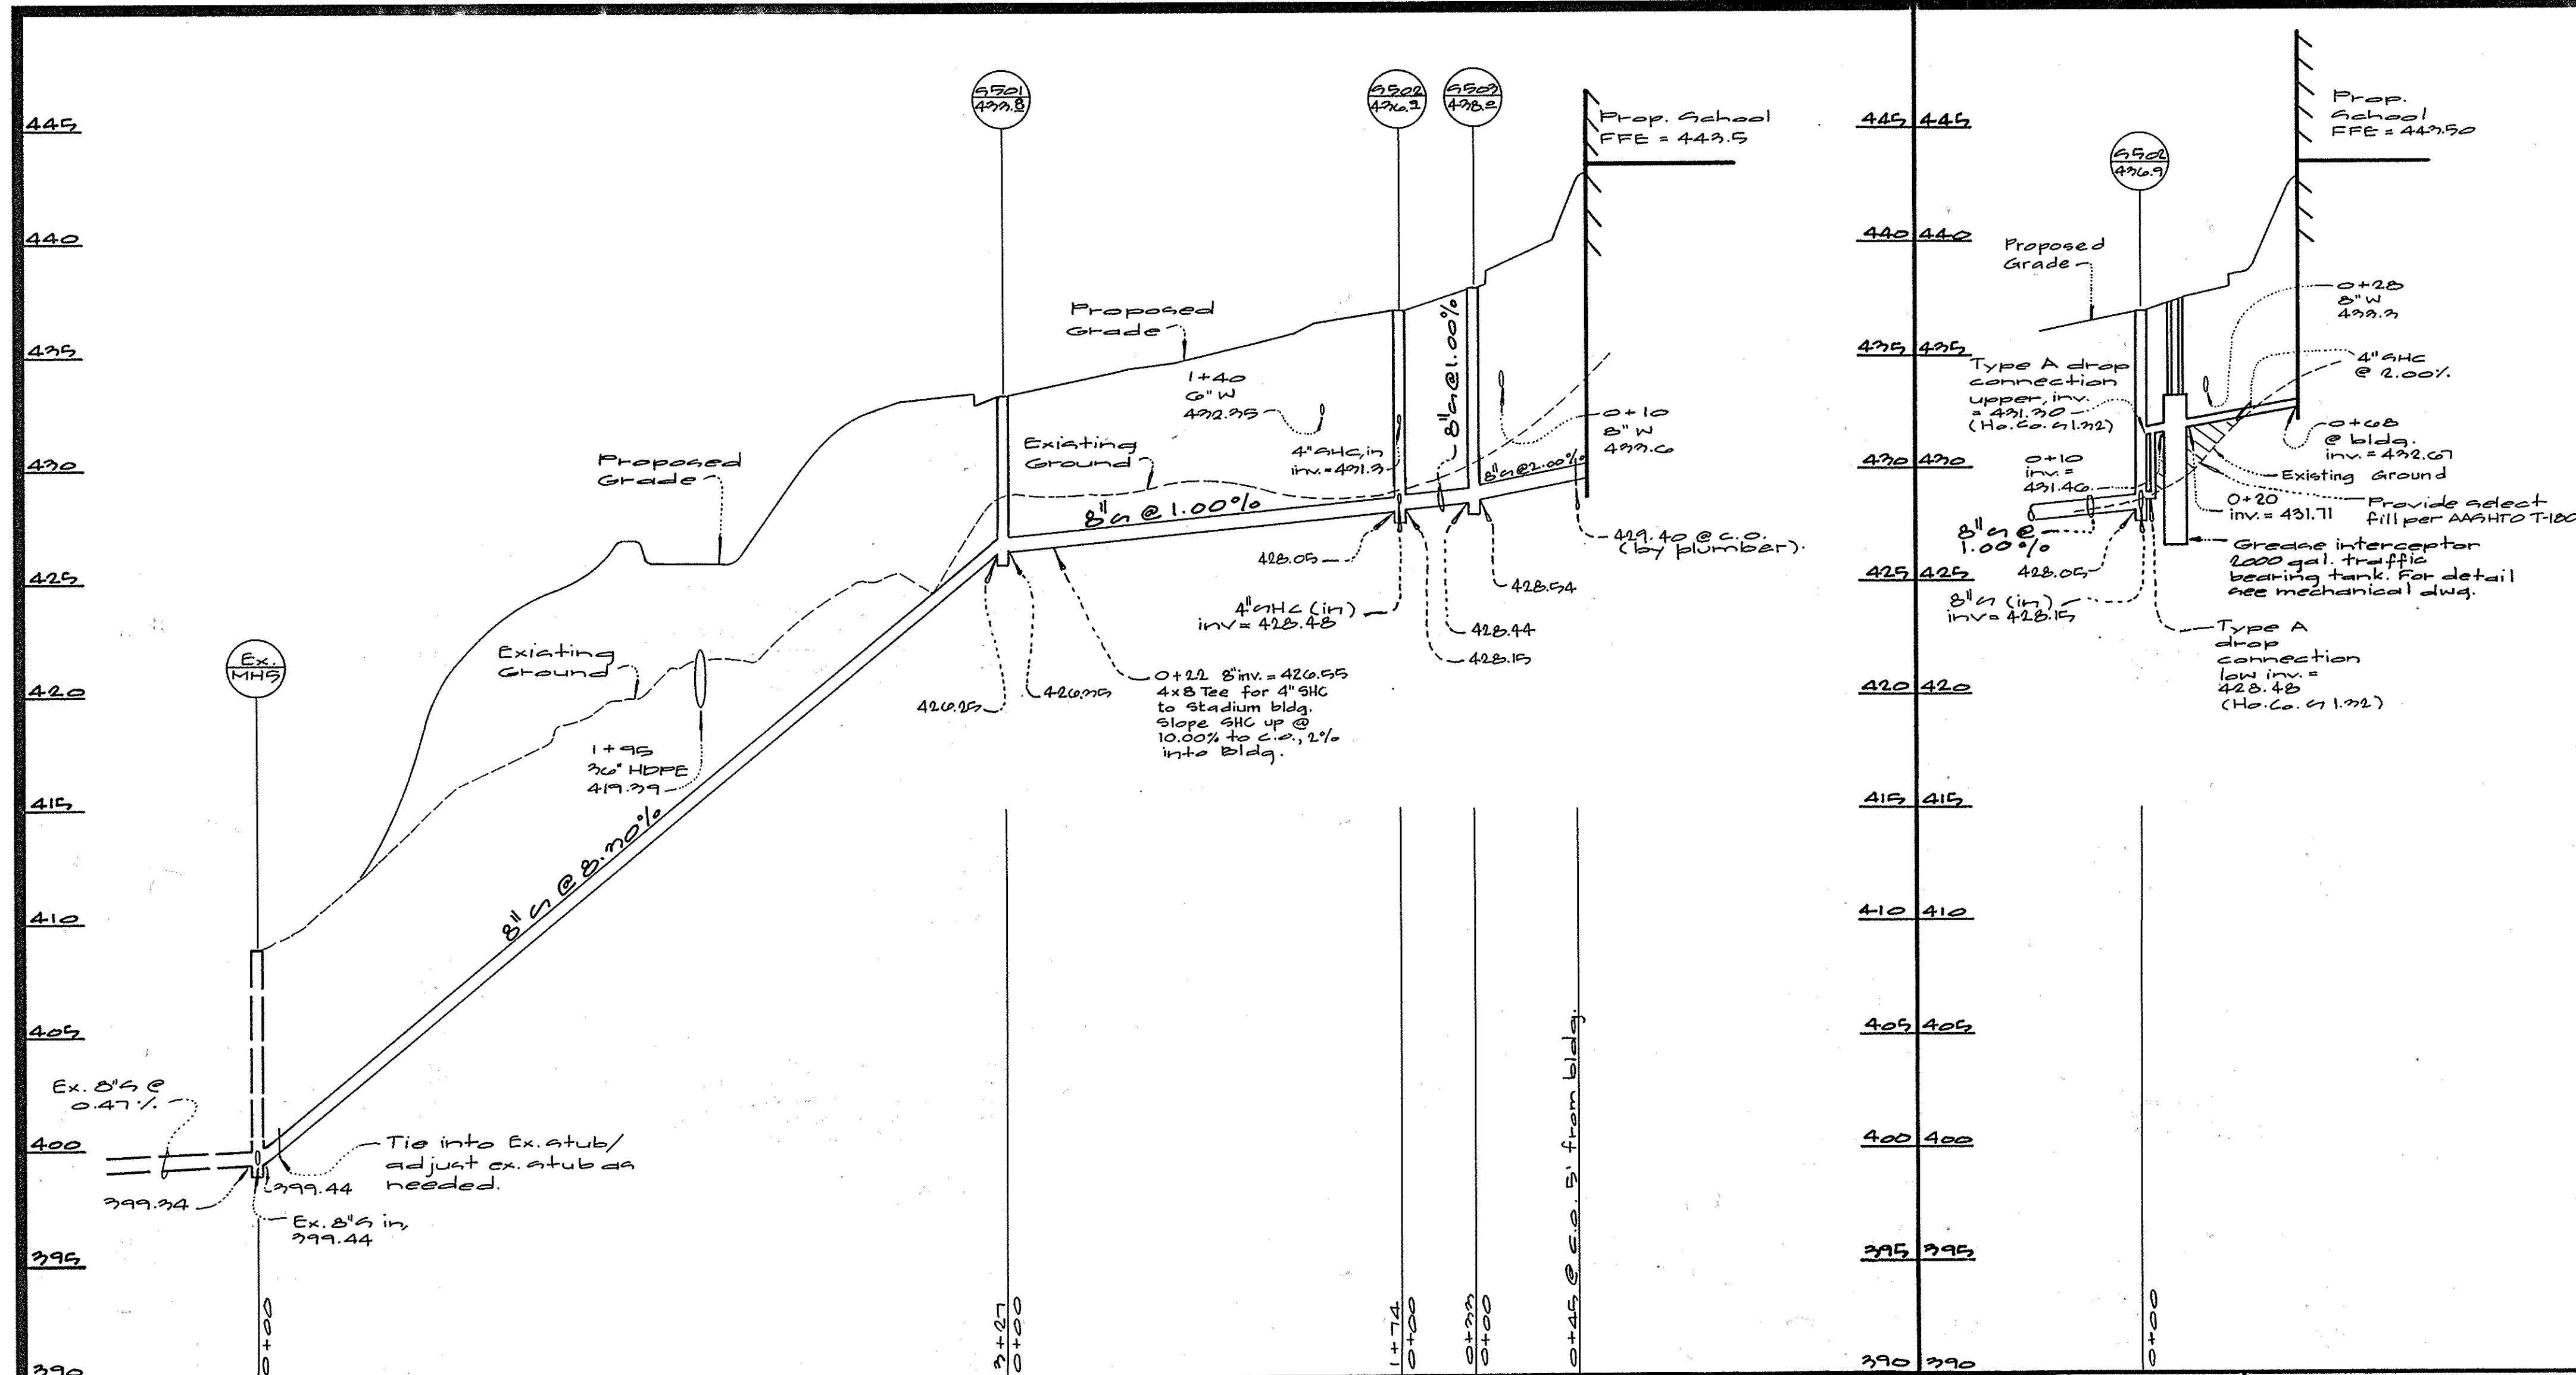 445
440
435
430
425
420
415
410
405
400
395
390
Ex.
MH5
S501
433.8
S502
436.9
S503
Prop. School
FFE = 443.5
Proposed
Grade
Existing
Ground
Proposed
Grade
Existing
Ground
1+40
6" W
432.35
4" SHC, in
inv. = 431.3
8" S @ 1.00%
8" S @ 1.00%
8" S @ 2.00%
0+10
8" W
433.6
429.40 @ c.o.
(by plumber).
428.05
4" SHC (in)
inv = 428.48
428.54
428.44
428.15
426.25
426.35
0+22 8" inv. = 426.55
4x8 Tee for 4" SHC
to Stadium bldg.
Slope SHC up @
10.00% to c.o., 2%
into Bldg.
1+95
36" HDPE
419.39
8" S @ 8.20%
Ex. 8" S @
0.47%
399.34
399.44
Ex. 8" S in,
399.44
Tie into Ex. stub/
adjust ex. stub as
needed.
0+00
3+27
0+00
1+74
0+00
0+33
0+00
0+45 @ c.o. 5' from bldg.
445 445
440 440
435 435
430 430
425 425
420 420
415 415
410 410
405 405
400 400
395 395
390 390
S502
436.9
Prop.
School
FFE = 443.50
Proposed
Grade
0+28
8" W
433.3
4" SHC
@ 2.00%
Type A drop
connection
upper, inv.
= 431.30
(Ho. Co. S 1.32)
0+10
inv. =
431.46
0+68
@ bldg.
inv. = 432.67
Existing Ground
0+20
inv. = 431.71
Provide select
fill per AASHTO T-180
8" S @
1.00%
428.05
8" S (in)
inv = 428.15
Grease interceptor
2000 gal. traffic
bearing tank. For detail
see mechanical dwg.
Type A
drop
connection
low inv. =
428.48
(Ho. Co. S 1.32)
0+00